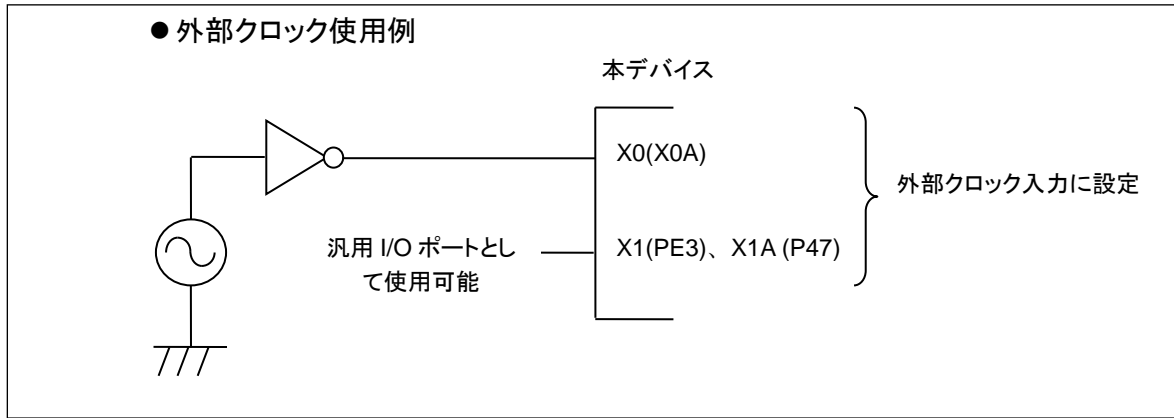 ● 外部クロック使用例
本デバイス
X0(X0A)
外部クロック入力に設定
汎用 I/O ポートとし
て使用可能
X1(PE3)、 X1A (P47)